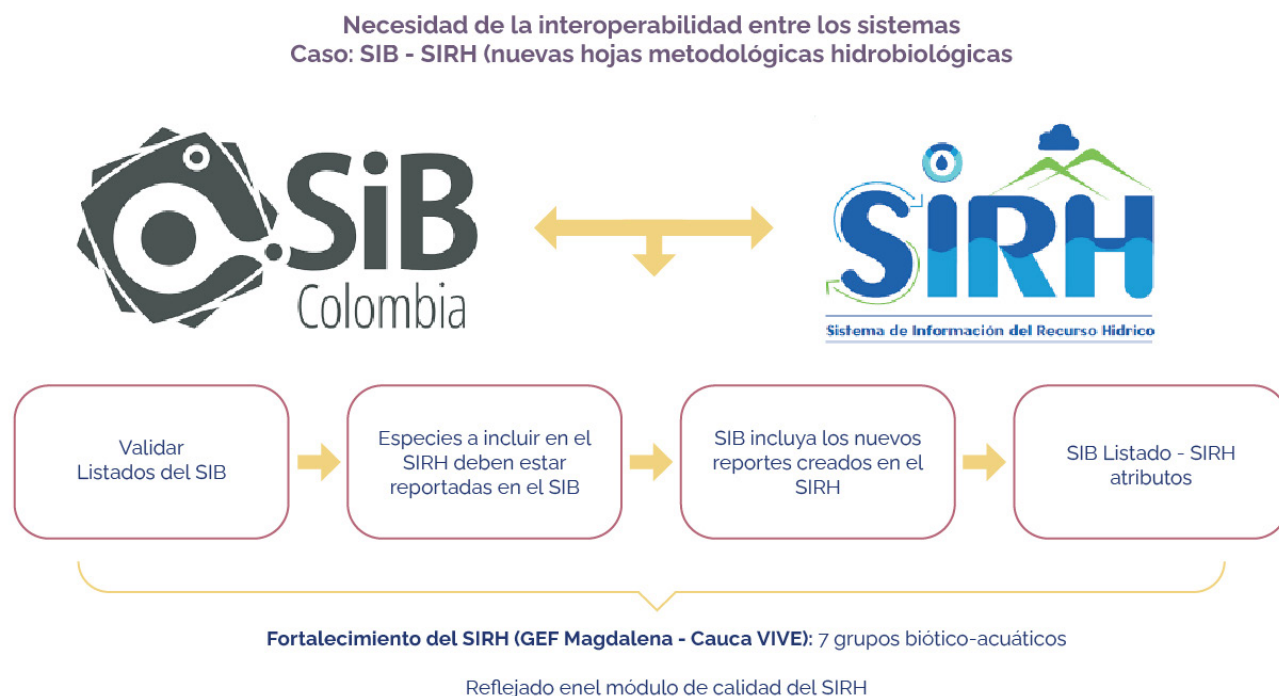 Necesidad de la interoperabilidad entre los sistemas
Caso: SIB - SIRH (nuevas hojas metodológicas hidrobiológicas
SiB
Colombia
SIRH
Sistema de Información del Recurso Hídrico
Validar
Listados del SIB
Especies a incluir en el
SIRH deben estar
reportadas en el SIB
SIB incluya los nuevos
reportes creados en el
SIRH
SIB Listado - SIRH
atributos
Fortalecimiento del SIRH (GEF Magdalena - Cauca VIVE): 7 grupos biótico-acuáticos
Reflejado enel módulo de calidad del SIRH